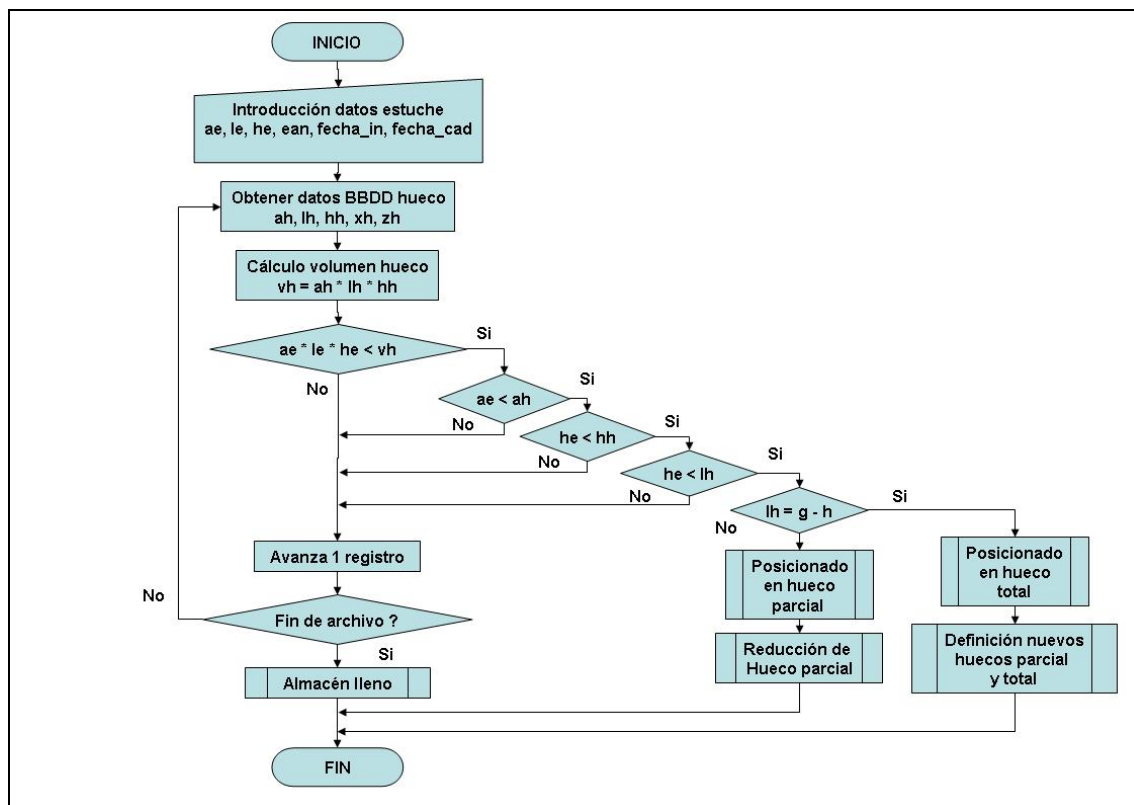 INICIO
Introducción datos estuche
ae, le, he, ean, fecha_in, fecha_cad
Obtener datos BBDD hueco
ah, lh, hh, xh, zh
Cálculo volumen hueco
vh = ah * lh * hh
ae * le * he < vh
Si
No
ae < ah
Si
No
he < hh
Si
No
he < lh
Si
No
lh = g - h
Si
No
Avanza 1 registro
Posicionado
en hueco
parcial
Posicionado
en hueco
total
No
Fin de archivo ?
Si
Reducción de
Hueco parcial
Definición nuevos
huecos parcial
y total
Almacén lleno
FIN